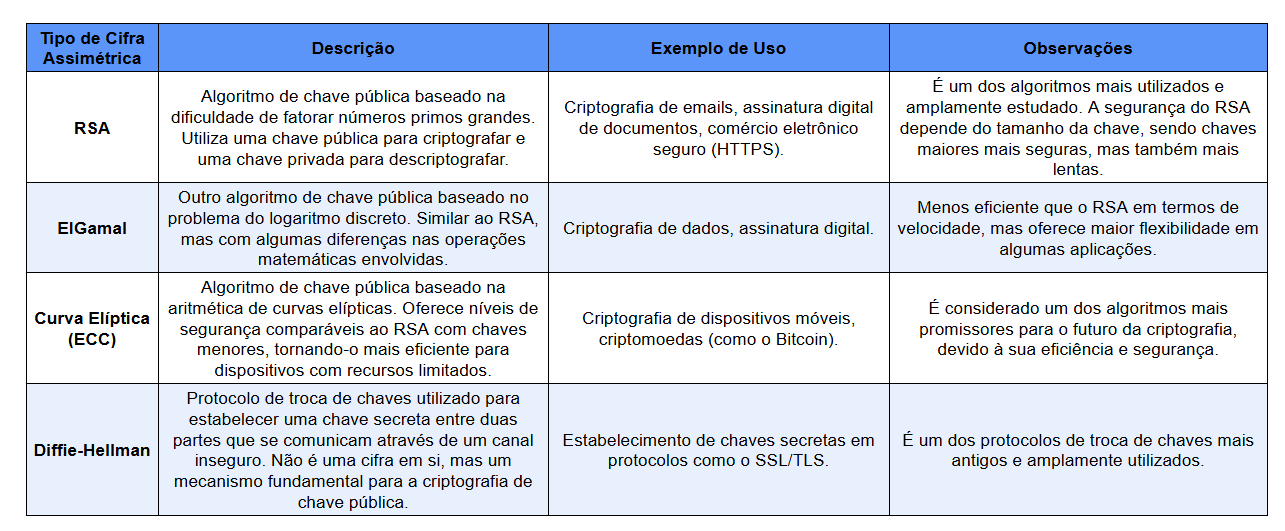 Tipo de Cifra
Assimétrica
Descrição
Exemplo de Uso
Observações
RSA
Algoritmo de chave pública baseado na
dificuldade de fatorar números primos grandes.
Utiliza uma chave pública para criptografar e
uma chave privada para descriptografar.
Criptografia de emails, assinatura digital
de documentos, comércio eletrônico
seguro (HTTPS).
É um dos algoritmos mais utilizados e
amplamente estudado. A segurança do RSA
depende do tamanho da chave, sendo chaves
maiores mais seguras, mas também mais
lentas.
ElGamal
Outro algoritmo de chave pública baseado no
problema do logaritmo discreto. Similar ao RSA,
mas com algumas diferenças nas operações
matemáticas envolvidas.
Criptografia de dados, assinatura digital.
Menos eficiente que o RSA em termos de
velocidade, mas oferece maior flexibilidade em
algumas aplicações.
Curva Elíptica
(ECC)
Algoritmo de chave pública baseado na
aritmética de curvas elípticas. Oferece níveis de
segurança comparáveis ao RSA com chaves
menores, tornando-o mais eficiente para
dispositivos com recursos limitados.
Criptografia de dispositivos móveis,
criptomoedas (como o Bitcoin).
É considerado um dos algoritmos mais
promissores para o futuro da criptografia,
devido à sua eficiência e segurança.
Diffie-Hellman
Protocolo de troca de chaves utilizado para
estabelecer uma chave secreta entre duas
partes que se comunicam através de um canal
inseguro. Não é uma cifra em si, mas um
mecanismo fundamental para a criptografia de
chave pública.
Estabelecimento de chaves secretas em
protocolos como o SSL/TLS.
É um dos protocolos de troca de chaves mais
antigos e amplamente utilizados.